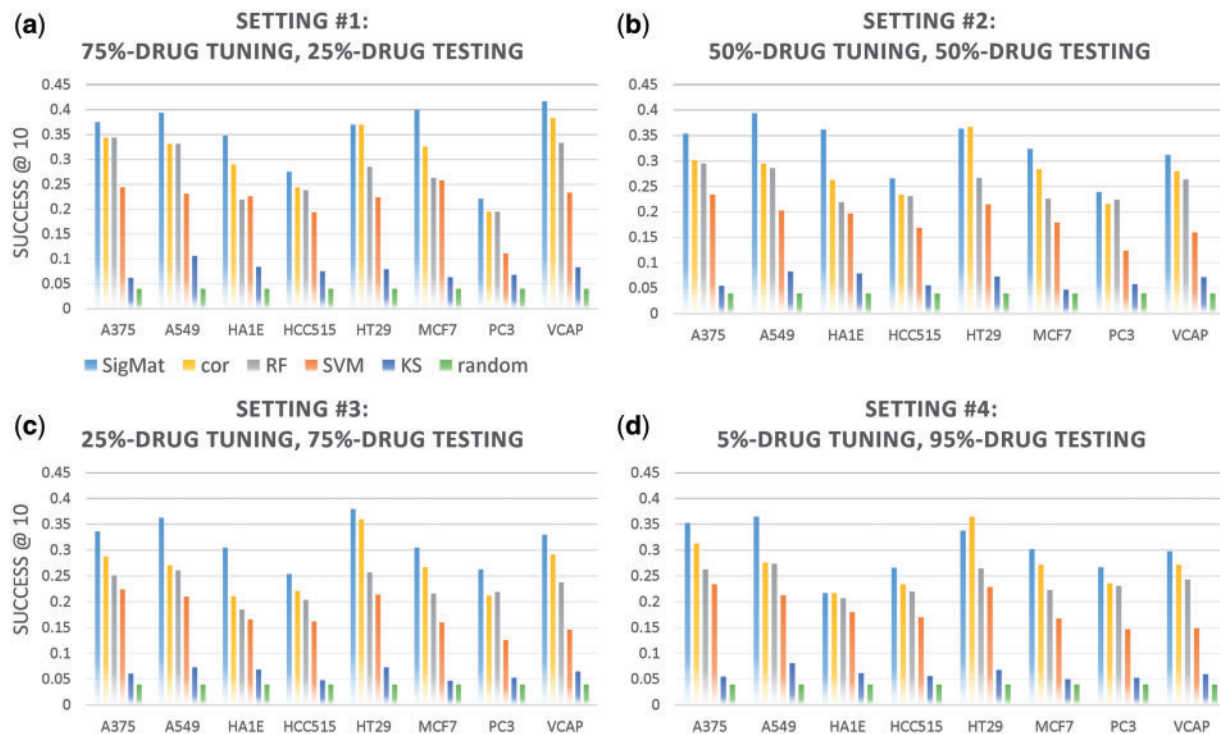 (a)
SETTING #1:
75%-DRUG TUNING, 25%-DRUG TESTING
SUCCESS @ 10
0.45
0.4
0.35
0.3
0.25
0.2
0.15
0.1
0.05
0
A375 A549 HA1E HCC515 HT29 MCF7 PC3 VCAP
SigMat cor RF SVM KS random
(b)
SETTING #2:
50%-DRUG TUNING, 50%-DRUG TESTING
0.45
0.4
0.35
0.3
0.25
0.2
0.15
0.1
0.05
0
A375 A549 HA1E HCC515 HT29 MCF7 PC3 VCAP
(c)
SETTING #3:
25%-DRUG TUNING, 75%-DRUG TESTING
SUCCESS @ 10
0.45
0.4
0.35
0.3
0.25
0.2
0.15
0.1
0.05
0
A375 A549 HA1E HCC515 HT29 MCF7 PC3 VCAP
(d)
SETTING #4:
5%-DRUG TUNING, 95%-DRUG TESTING
0.45
0.4
0.35
0.3
0.25
0.2
0.15
0.1
0.05
0
A375 A549 HA1E HCC515 HT29 MCF7 PC3 VCAP